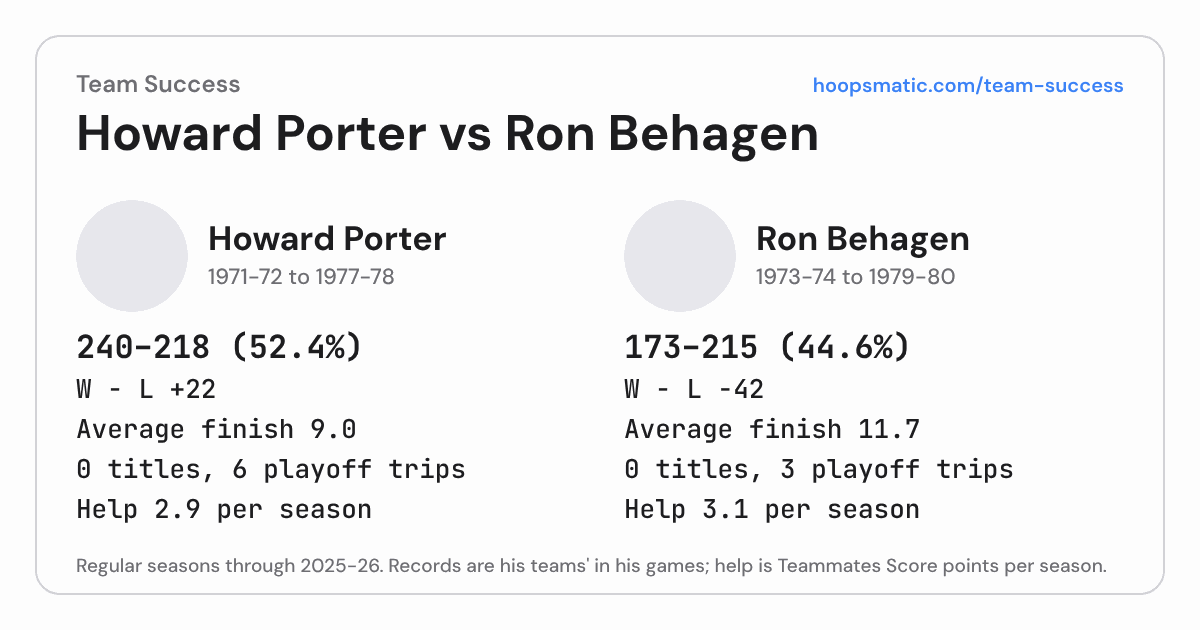 Team Success
hoopsmatic.com/team-success
Howard Porter vs Ron Behagen
Howard Porter
1971-72 to 1977-78
240-218 (52.4%)
W - L +22
Average finish 9.0
0 titles, 6 playoff trips
Help 2.9 per season
Ron Behagen
1973-74 to 1979-80
173-215 (44.6%)
W - L -42
Average finish 11.7
0 titles, 3 playoff trips
Help 3.1 per season
Regular seasons through 2025-26. Records are his teams' in his games; help is Teammates Score points per season.